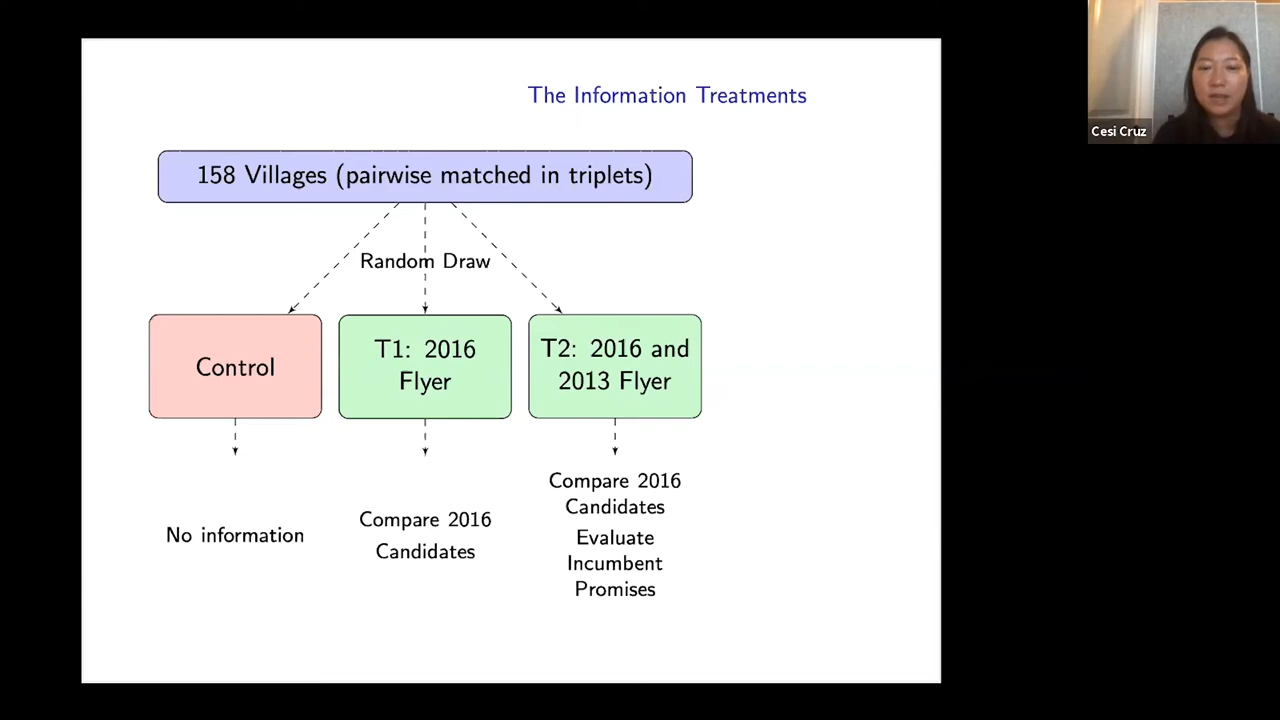 The Information Treatments
158 Villages (pairwise matched in triplets)
Random Draw
Control
T1: 2016
Flyer
T2: 2016 and
2013 Flyer
No information
Compare 2016
Candidates
Compare 2016
Candidates
Evaluate
Incumbent
Promises
Cesi Cruz